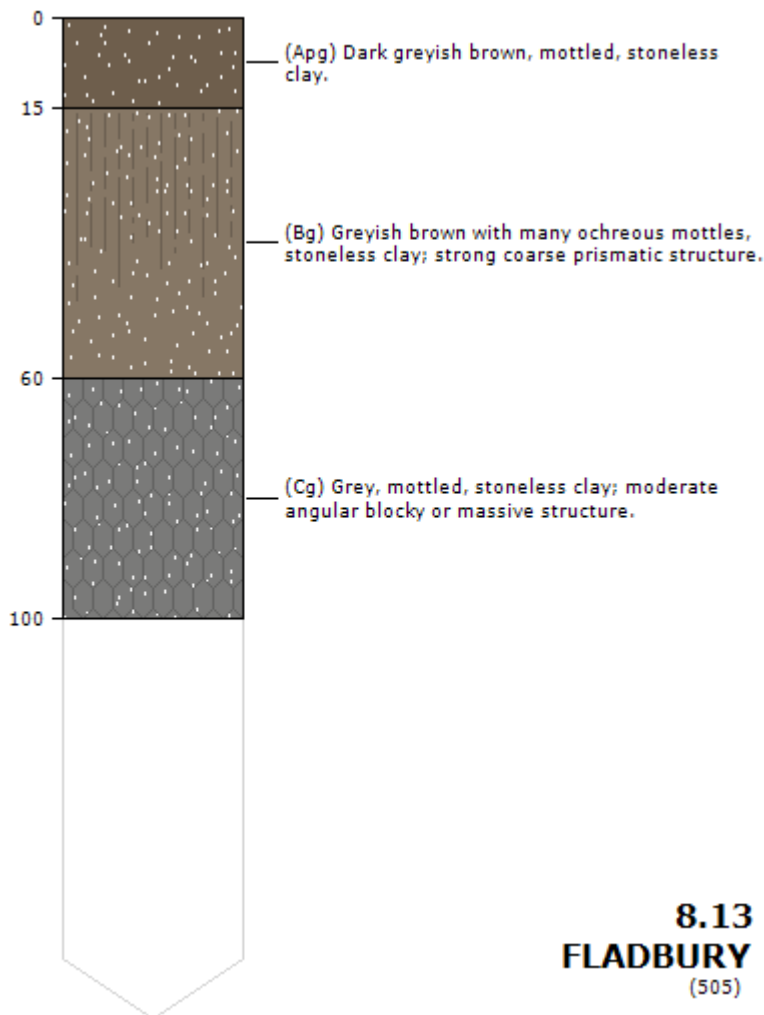 0
(Apg) Dark greyish brown, mottled, stoneless
clay.
15
(Bg) Greyish brown with many ochreous mottles,
stoneless clay; strong coarse prismatic structure.
60
(Cg) Grey, mottled, stoneless clay; moderate
angular blocky or massive structure.
100
8.13
FLADBURY
(505)